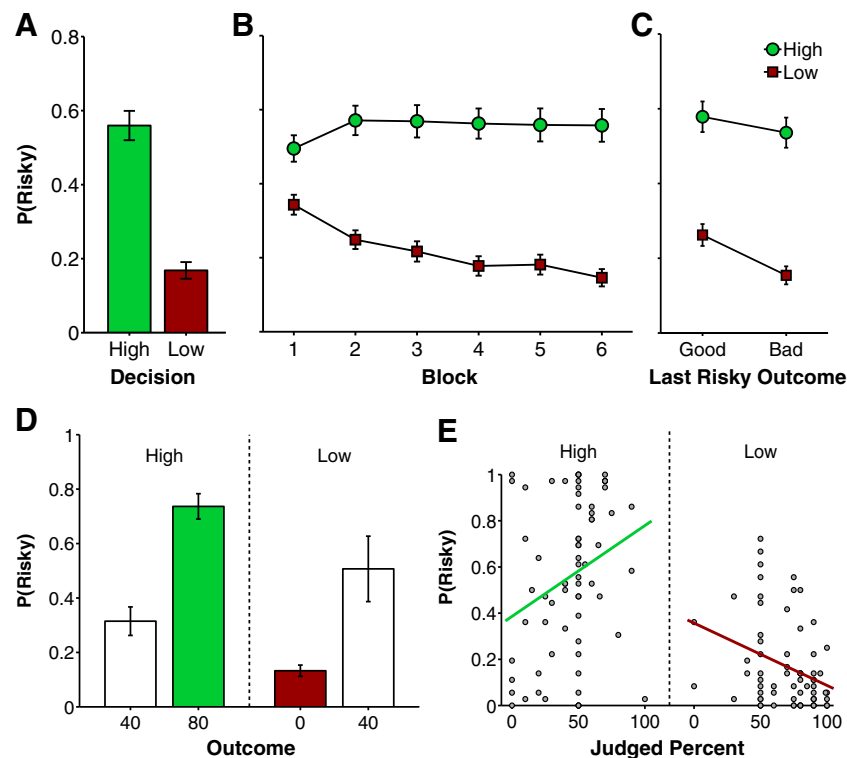 A
0.8
0.6
0.4
0.2
0
P(Risky)
High Low
Decision
B
1 2 3 4 5 6
Block
C
High
Low
Good Bad
Last Risky Outcome
D
1
0.8
0.6
0.4
0.2
0
P(Risky)
High Low
40 80 0 40
Outcome
E
High Low
1
0.8
0.6
0.4
0.2
0
P(Risky)
0 50 100 0 50 100
Judged Percent